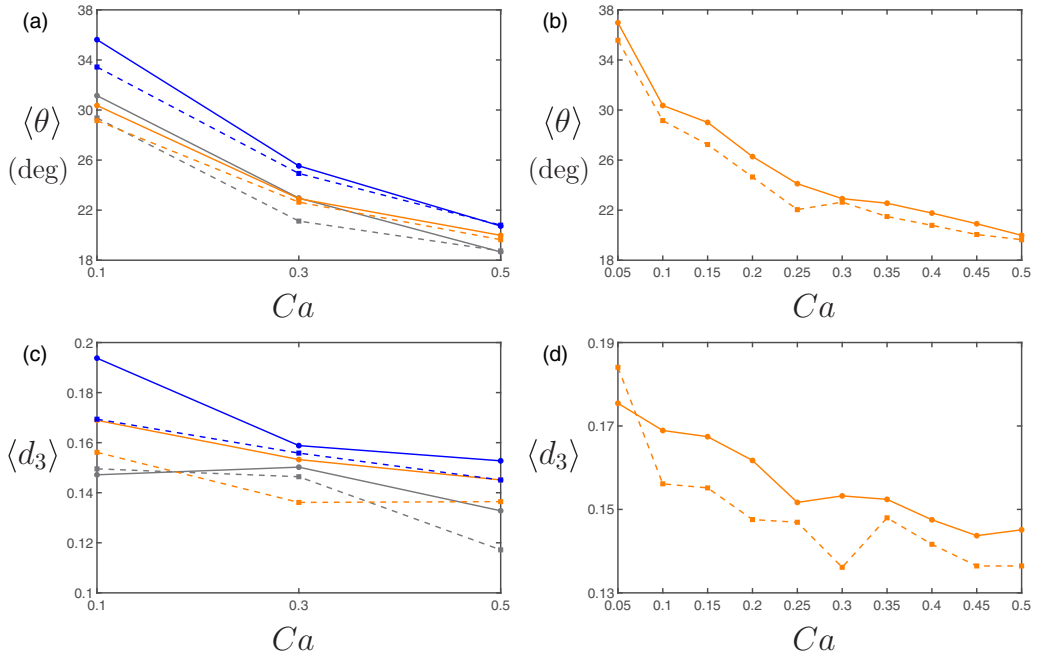 (a)
38
34
30
26
22
18
⟨θ⟩
(deg)
0.1 0.3 0.5
Ca
(b)
38
34
30
26
22
18
⟨θ⟩
(deg)
0.05 0.1 0.15 0.2 0.25 0.3 0.35 0.4 0.45 0.5
Ca
(c)
0.2
0.18
0.16
0.14
0.12
0.1
⟨d₃⟩
0.1 0.3 0.5
Ca
(d)
0.19
0.17
0.15
0.13
⟨d₃⟩
0.05 0.1 0.15 0.2 0.25 0.3 0.35 0.4 0.45 0.5
Ca